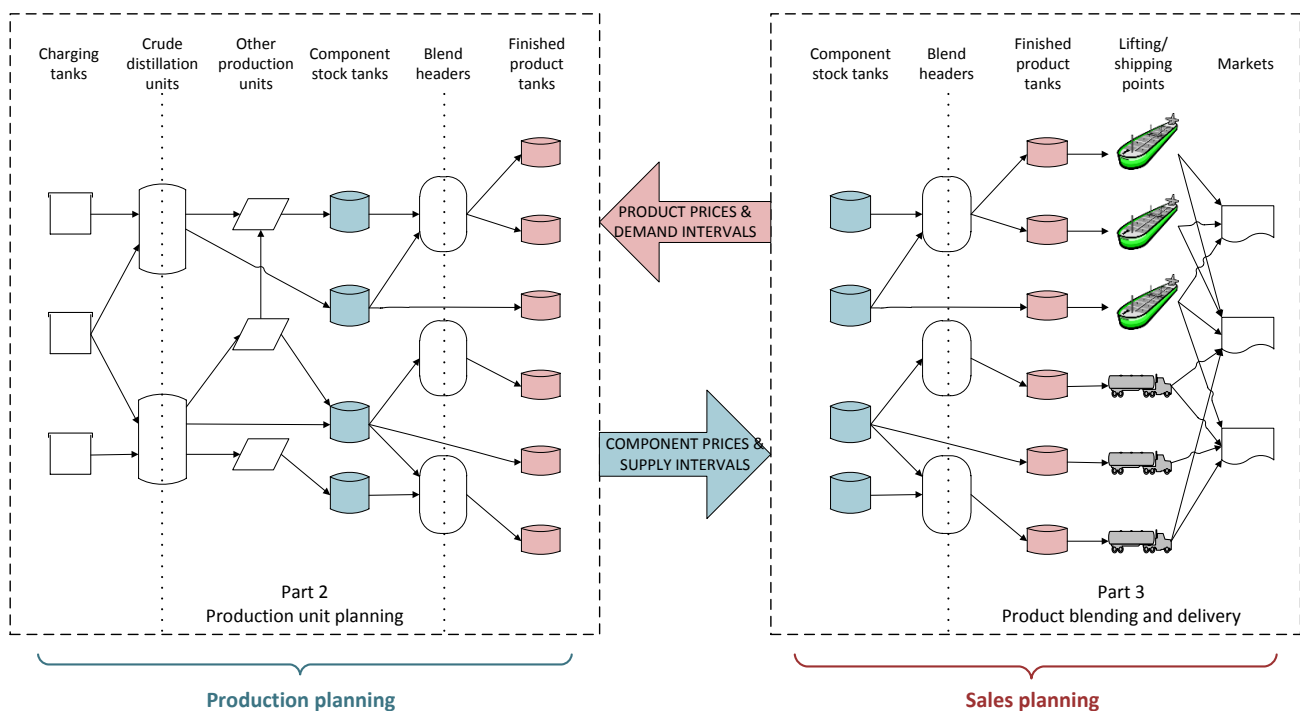 Charging
tanks
Crude
distillation
units
Other
production
units
Component
stock tanks
Blend
headers
Finished
product
tanks
PRODUCT PRICES &
DEMAND INTERVALS
COMPONENT PRICES &
SUPPLY INTERVALS
Component
stock tanks
Blend
headers
Finished
product
tanks
Lifting/
shipping
points
Markets
Part 2
Production unit planning
Part 3
Product blending and delivery
Production planning
Sales planning